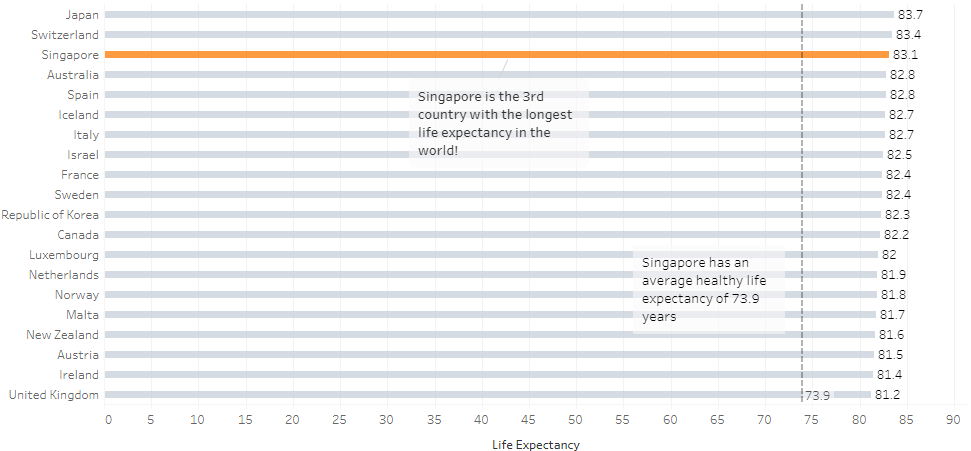 Japan 83.7
Switzerland 83.4
Singapore 83.1
Australia 82.8
Spain 82.8
Iceland 82.7
Italy 82.7
Israel 82.5
France 82.4
Sweden 82.4
Republic of Korea 82.3
Canada 82.2
Luxembourg 82
Netherlands 81.9
Norway 81.8
Malta 81.7
New Zealand 81.6
Austria 81.5
Ireland 81.4
United Kingdom 73.9 81.2
Singapore is the 3rd
country with the longest
life expectancy in the
world!
Singapore has an
average healthy life
expectancy of 73.9
years
0 5 10 15 20 25 30 35 40 45 50 55 60 65 70 75 80 85 90
Life Expectancy